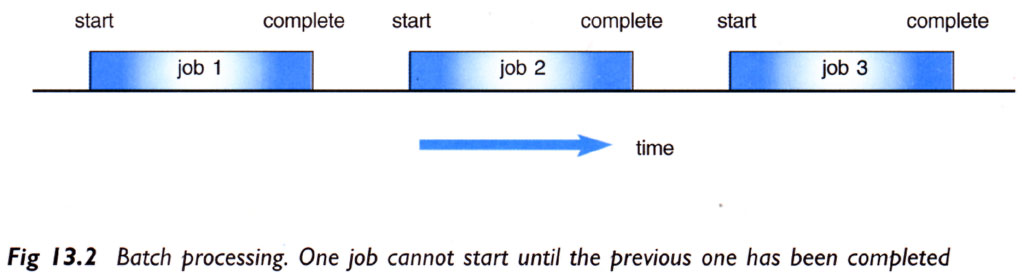 start complete start complete start complete
job 1 job 2 job 3
time
Fig 13.2 Batch processing. One job cannot start until the previous one has been completed